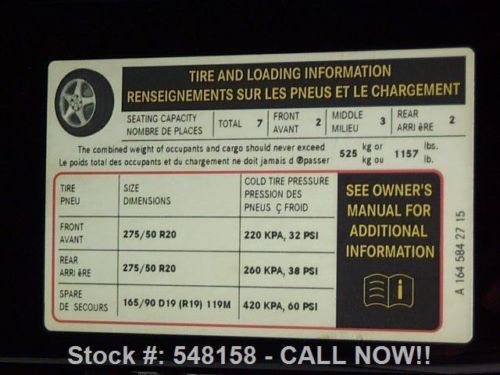 TIRE AND LOADING INFORMATION
RENSEIGNEMENTS SUR LES PNEUS ET LE CHARGEMENT
SEATING CAPACITY
NOMBRE DE PLACES
TOTAL 7
FRONT
AVANT 2
MIDDLE
MILIEU 3
REAR
ARRI ёRE 2
The combined weight of occupants and cargo should never exceed
Le poids total des occupants et du chargement ne doit jamais d ®passer
525 kg or
kg ou
1157 lbs.
lb.
TIRE
PNEU
SIZE
DIMENSIONS
COLD TIRE PRESSURE
PRESSION DES
PNEUS Ç FROID
FRONT
AVANT
275/50 R20
220 KPA, 32 PSI
REAR
ARRI ёRE
275/50 R20
260 KPA, 38 PSI
SPARE
DE SECOURS
165/90 D19 (R19) 119M
420 KPA, 60 PSI
SEE OWNER'S
MANUAL FOR
ADDITIONAL
INFORMATION
i
A 164 584 27 15
Stock #: 548158 - CALL NOW!!